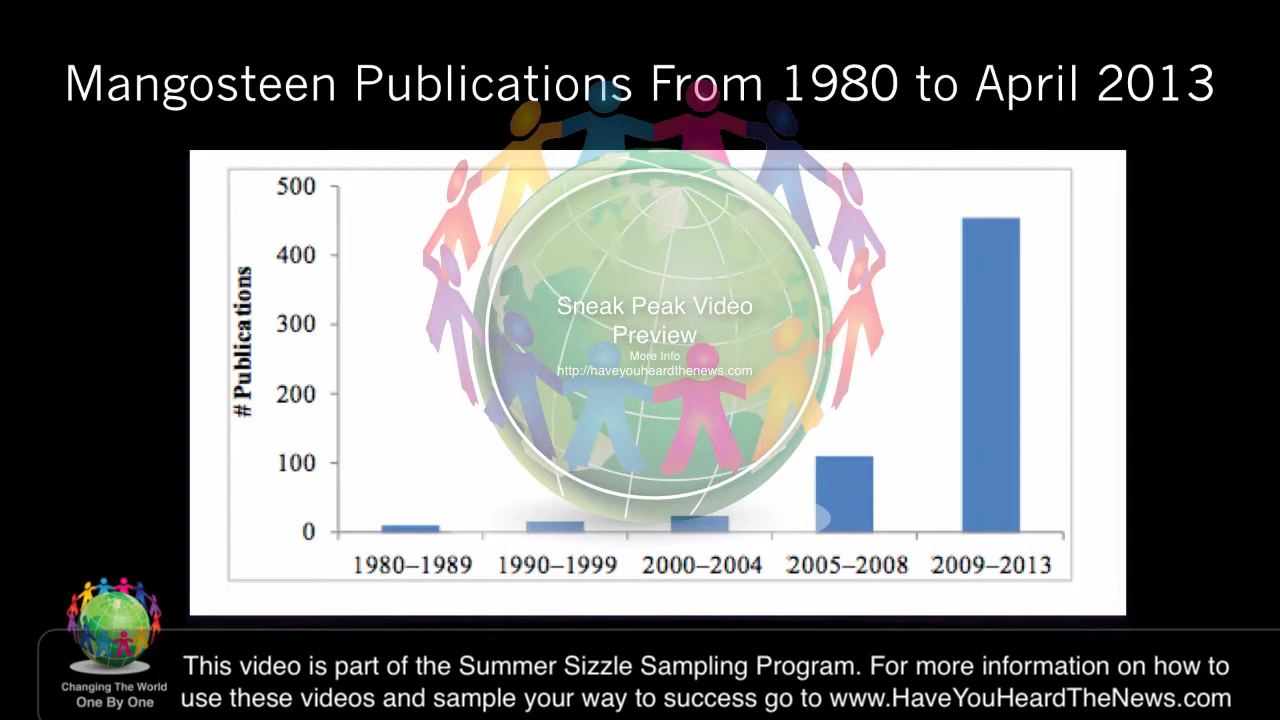 Mangosteen Publications From 1980 to April 2013
500
400
300
200
100
0
# Publications
1980–1989 1990–1999 2000–2004 2005–2008 2009–2013
Sneak Peak Video
Preview
More Info
http://haveyouheardthenews.com
Changing The World
One By One
This video is part of the Summer Sizzle Sampling Program. For more information on how to
use these videos and sample your way to success go to www.HaveYouHeardTheNews.com